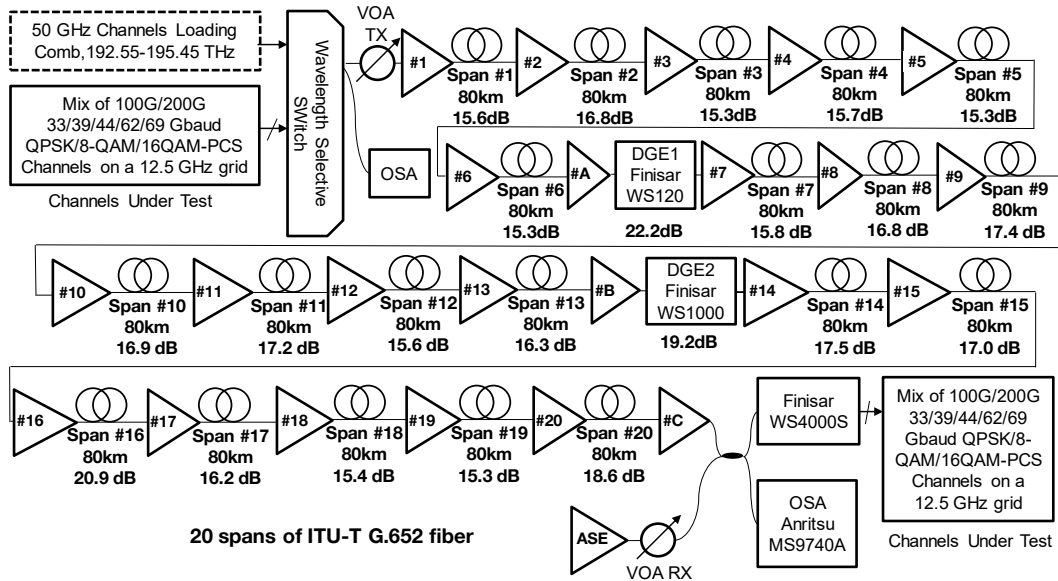 50 GHz Channels Loading
Comb,192.55-195.45 THz
Mix of 100G/200G
33/39/44/62/69 Gbaud
QPSK/8-QAM/16QAM-PCS
Channels on a 12.5 GHz grid
Channels Under Test
Wavelength Selective
SWitch
OSA
VOA
TX
#1
Span #1
80km
15.6dB
#2
Span #2
80km
16.8dB
#3
Span #3
80km
15.3dB
#4
Span #4
80km
15.7dB
#5
Span #5
80km
15.3dB
#6
Span #6
80km
15.3dB
#A
DGE1
Finisar
WS120
22.2dB
#7
Span #7
80km
15.8 dB
#8
Span #8
80km
16.8 dB
#9
Span #9
80km
17.4 dB
#10
Span #10
80km
16.9 dB
#11
Span #11
80km
17.2 dB
#12
Span #12
80km
15.6 dB
#13
Span #13
80km
16.3 dB
#B
DGE2
Finisar
WS1000
19.2dB
#14
Span #14
80km
17.5 dB
#15
Span #15
80km
17.0 dB
#16
Span #16
80km
20.9 dB
#17
Span #17
80km
16.2 dB
#18
Span #18
80km
15.4 dB
#19
Span #19
80km
15.3 dB
#20
Span #20
80km
18.6 dB
#C
Finisar
WS4000S
Mix of 100G/200G
33/39/44/62/69
Gbaud QPSK/8-
QAM/16QAM-PCS
Channels on a
12.5 GHz grid
Channels Under Test
OSA
Anritsu
MS9740A
ASE
VOA RX
20 spans of ITU-T G.652 fiber